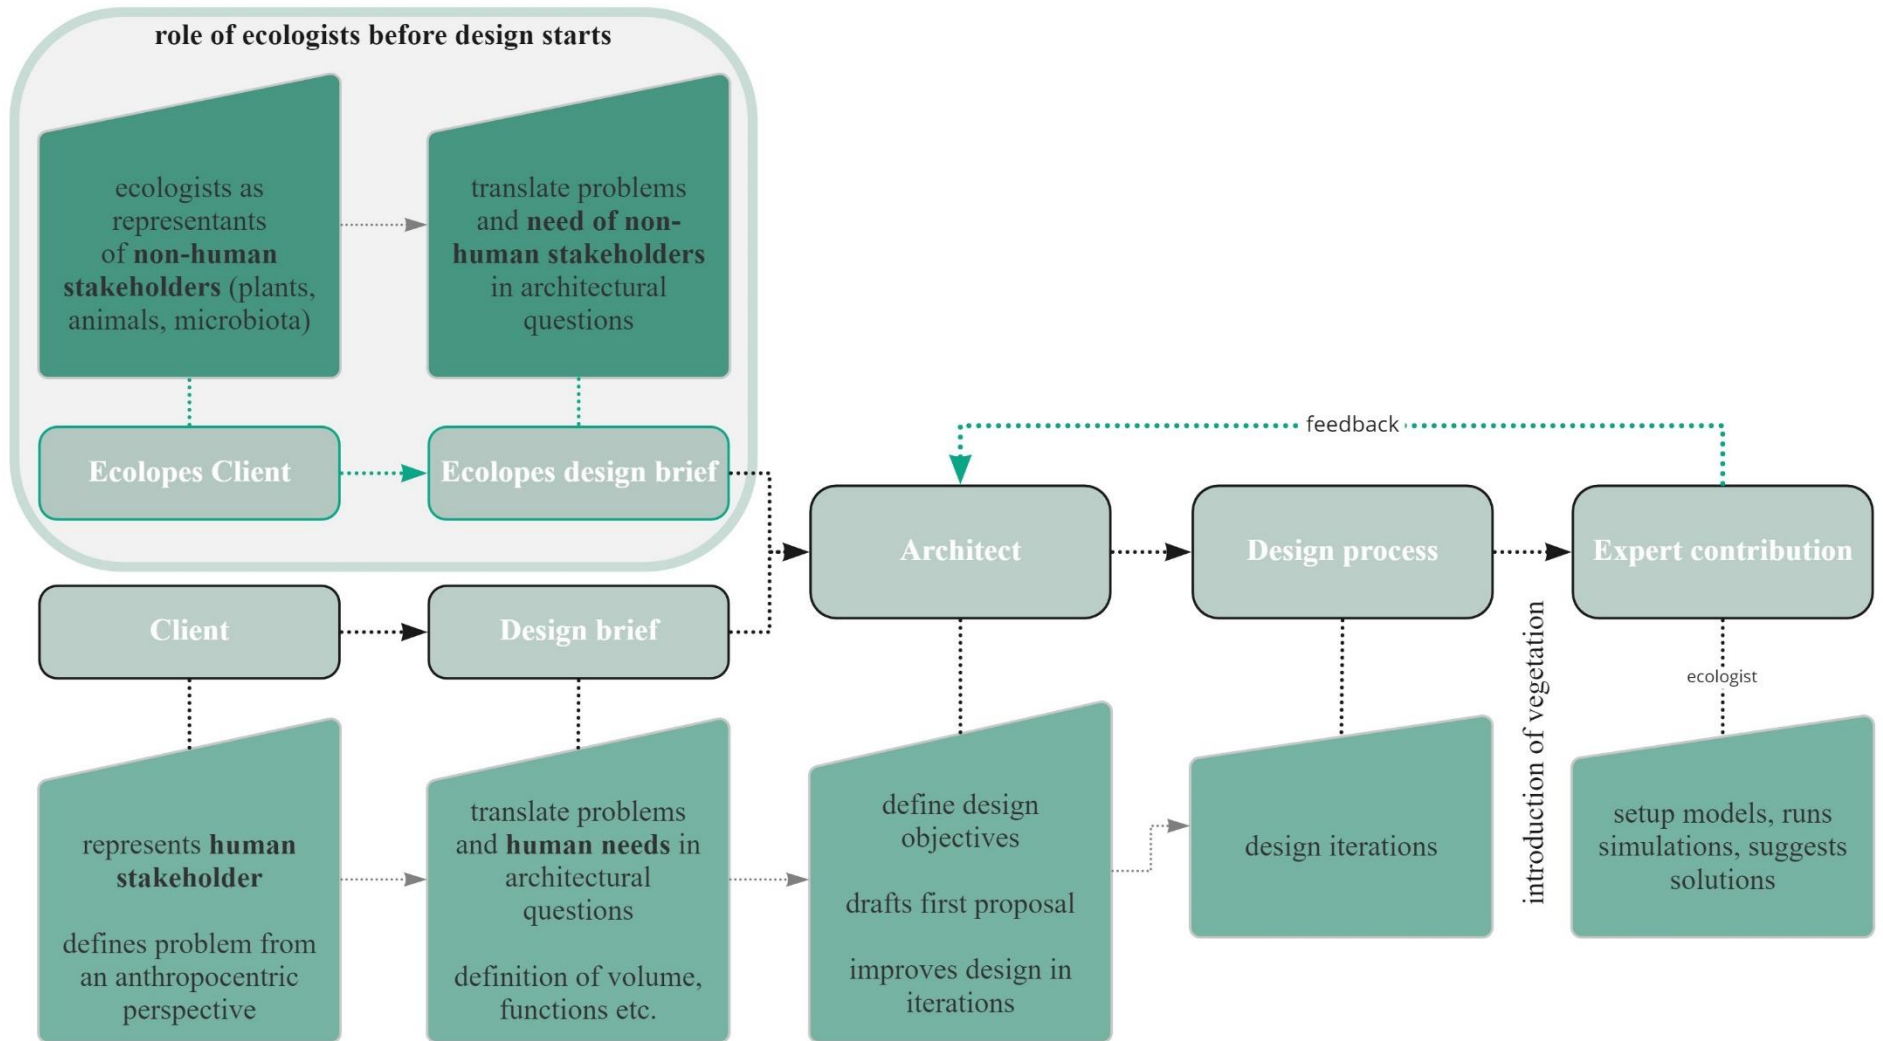 role of ecologists before design starts
ecologists as
representants
of non-human
stakeholders (plants,
animals, microbiota)
translate problems
and need of non-
human stakeholders
in architectural
questions
Ecolopes Client
Ecolopes design brief
feedback
Architect
Design process
Expert contribution
Client
Design brief
introduction of vegetation
ecologist
represents human
stakeholder
defines problem from
an anthropocentric
perspective
translate problems
and human needs in
architectural
questions
definition of volume,
functions etc.
define design
objectives
drafts first proposal
improves design in
iterations
design iterations
setup models, runs
simulations, suggests
solutions